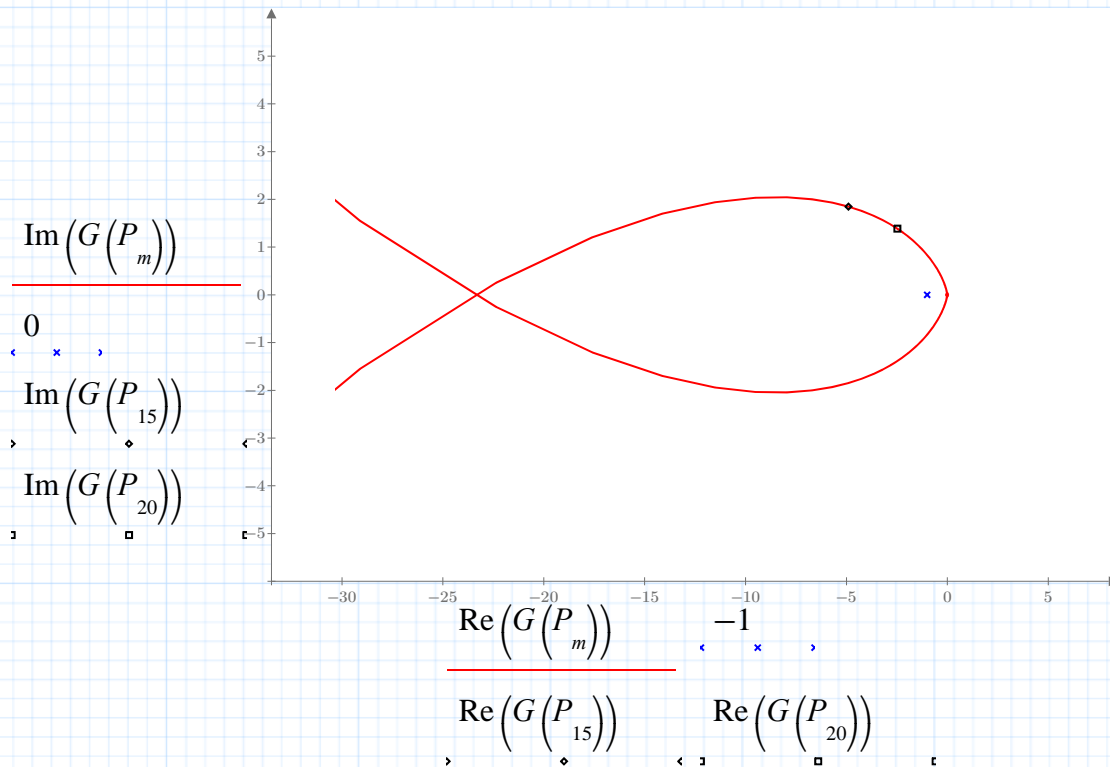 5
4
3
2
1
0
−1
−2
−3
−4
−5
Im(G(P_m))
0
Im(G(P_15))
Im(G(P_20))
−30 −25 −20 −15 −10 −5 0 5
Re(G(P_m)) −1
Re(G(P_15)) Re(G(P_20))